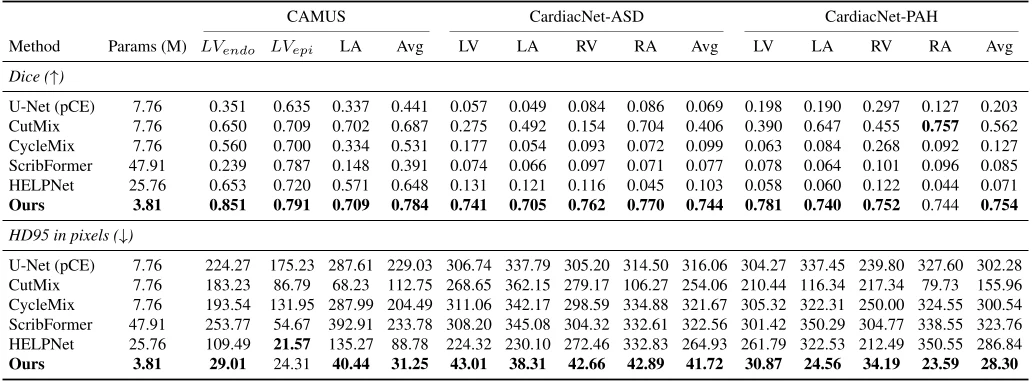 CAMUS CardiacNet-ASD CardiacNet-PAH
Method Params (M) LVendo LVepi LA Avg LV LA RV RA Avg LV LA RV RA Avg
Dice (↑)
U-Net (pCE) 7.76 0.351 0.635 0.337 0.441 0.057 0.049 0.084 0.086 0.069 0.198 0.190 0.297 0.127 0.203
CutMix 7.76 0.650 0.709 0.702 0.687 0.275 0.492 0.154 0.704 0.406 0.390 0.647 0.455 0.757 0.562
CycleMix 7.76 0.560 0.700 0.334 0.531 0.177 0.054 0.093 0.072 0.099 0.063 0.084 0.268 0.092 0.127
ScribFormer 47.91 0.239 0.787 0.148 0.391 0.074 0.066 0.097 0.071 0.077 0.078 0.064 0.101 0.096 0.085
HELPNet 25.76 0.653 0.720 0.571 0.648 0.131 0.121 0.116 0.045 0.103 0.058 0.060 0.122 0.044 0.071
Ours 3.81 0.851 0.791 0.709 0.784 0.741 0.705 0.762 0.770 0.744 0.781 0.740 0.752 0.744 0.754
HD95 in pixels (↓)
U-Net (pCE) 7.76 224.27 175.23 287.61 229.03 306.74 337.79 305.20 314.50 316.06 304.27 337.45 239.80 327.60 302.28
CutMix 7.76 183.23 86.79 68.23 112.75 268.65 362.15 279.17 106.27 254.06 210.44 116.34 217.34 79.73 155.96
CycleMix 7.76 193.54 131.95 287.99 204.49 311.06 342.17 298.59 334.88 321.67 305.32 322.31 250.00 324.55 300.54
ScribFormer 47.91 253.77 54.67 392.91 233.78 308.20 345.08 304.32 332.61 322.56 301.42 350.29 304.77 338.55 323.76
HELPNet 25.76 109.49 21.57 135.27 88.78 224.32 230.10 272.46 332.83 264.93 261.79 322.53 212.49 350.55 286.84
Ours 3.81 29.01 24.31 40.44 31.25 43.01 38.31 42.66 42.89 41.72 30.87 24.56 34.19 23.59 28.30